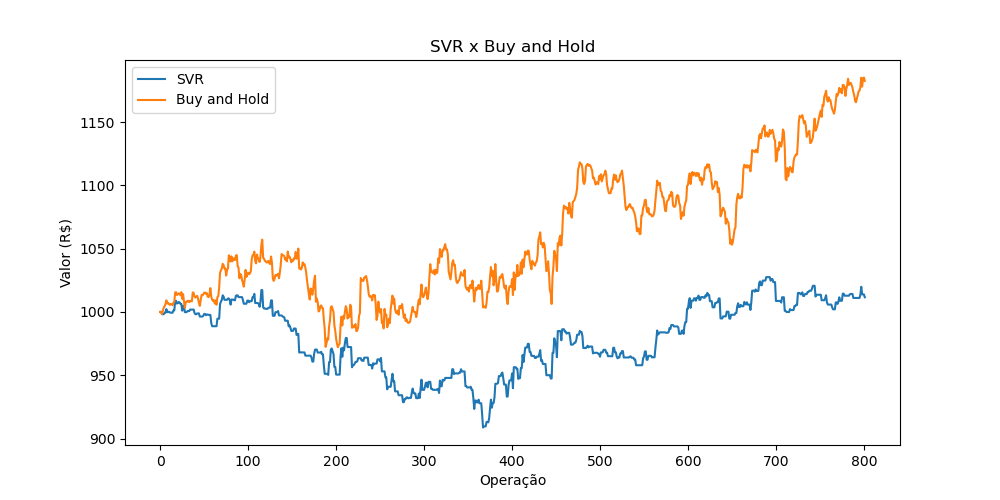 SVR x Buy and Hold
SVR
Buy and Hold
Valor (R$)
1150
1100
1050
1000
950
900
0 100 200 300 400 500 600 700 800
Operação